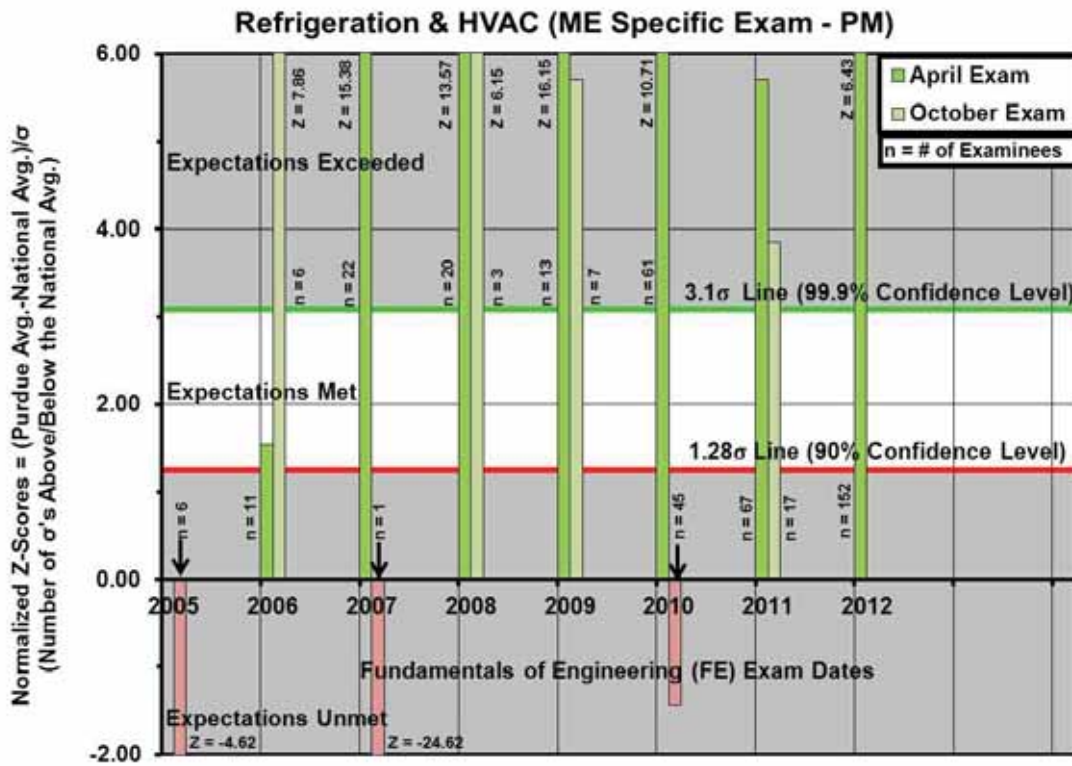 Refrigeration & HVAC (ME Specific Exam - PM)
Normalized Z-Scores = (Purdue Avg.-National Avg.)/σ
(Number of σ's Above/Below the National Avg.)
6.00
4.00
2.00
0.00
-2.00
April Exam
October Exam
n = # of Examinees
Z = 7.86
Z = 15.38
Z = 13.57
Z = 6.15
Z = 16.15
Z = 10.71
Z = 6.43
Expectations Exceeded
n = 6
n = 22
n = 20
n = 3
n = 13
n = 7
n = 61
3.1σ Line (99.9% Confidence Level)
Expectations Met
1.28σ Line (90% Confidence Level)
n = 6
n = 11
n = 1
n = 45
n = 67
n = 17
n = 152
2005 2006 2007 2008 2009 2010 2011 2012
Fundamentals of Engineering (FE) Exam Dates
Expectations Unmet
Z = -4.62
Z = -24.62